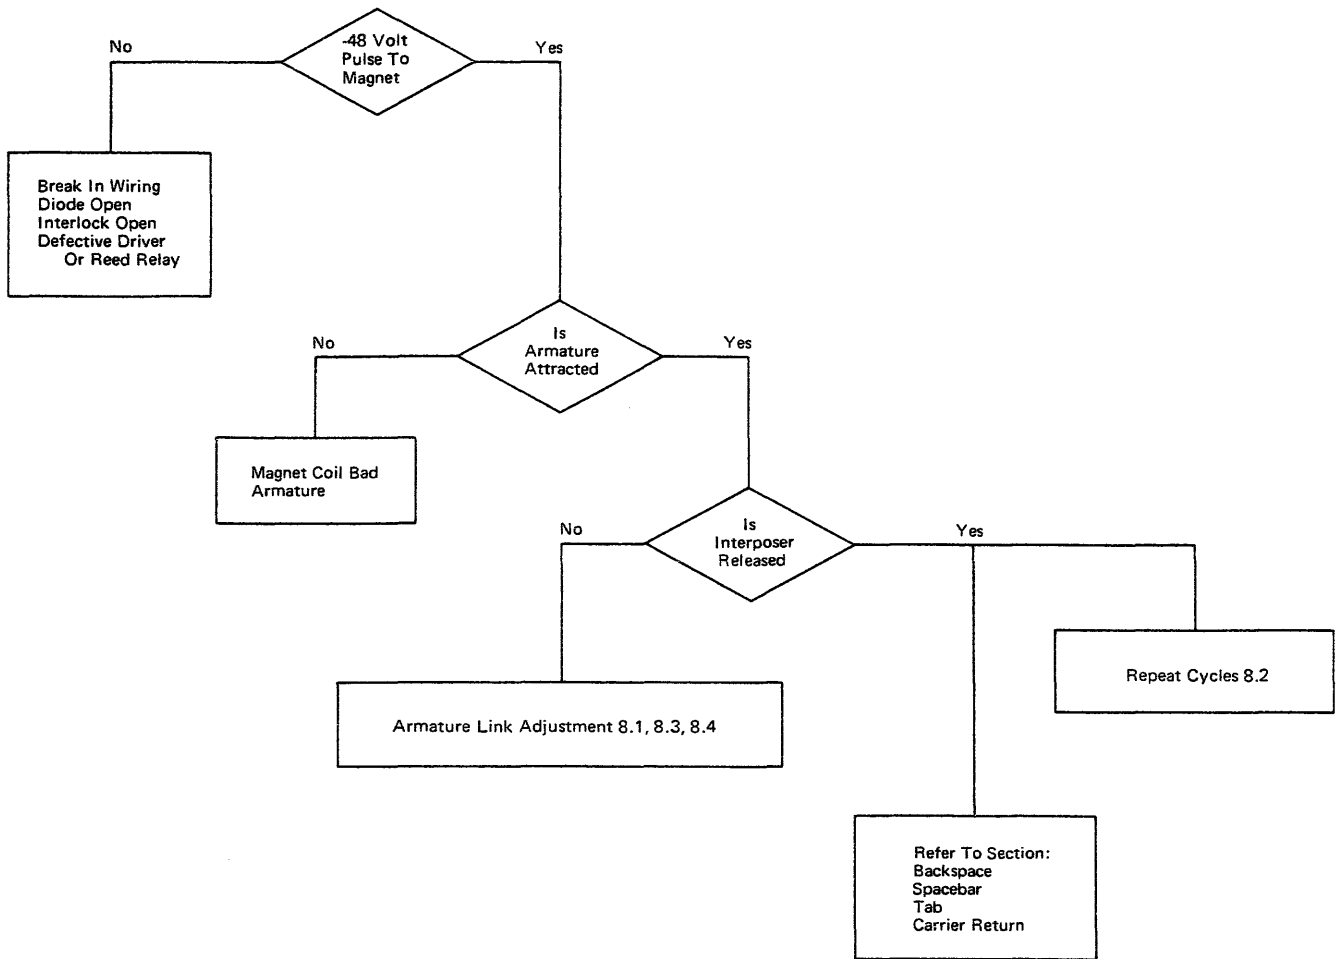 -48 Volt
Pulse To
Magnet
No
Yes
Break In Wiring
Diode Open
Interlock Open
Defective Driver
Or Reed Relay
Is
Armature
Attracted
No
Yes
Magnet Coil Bad
Armature
Is
Interposer
Released
No
Yes
Armature Link Adjustment 8.1, 8.3, 8.4
Repeat Cycles 8.2
Refer To Section:
Backspace
Spacebar
Tab
Carrier Return